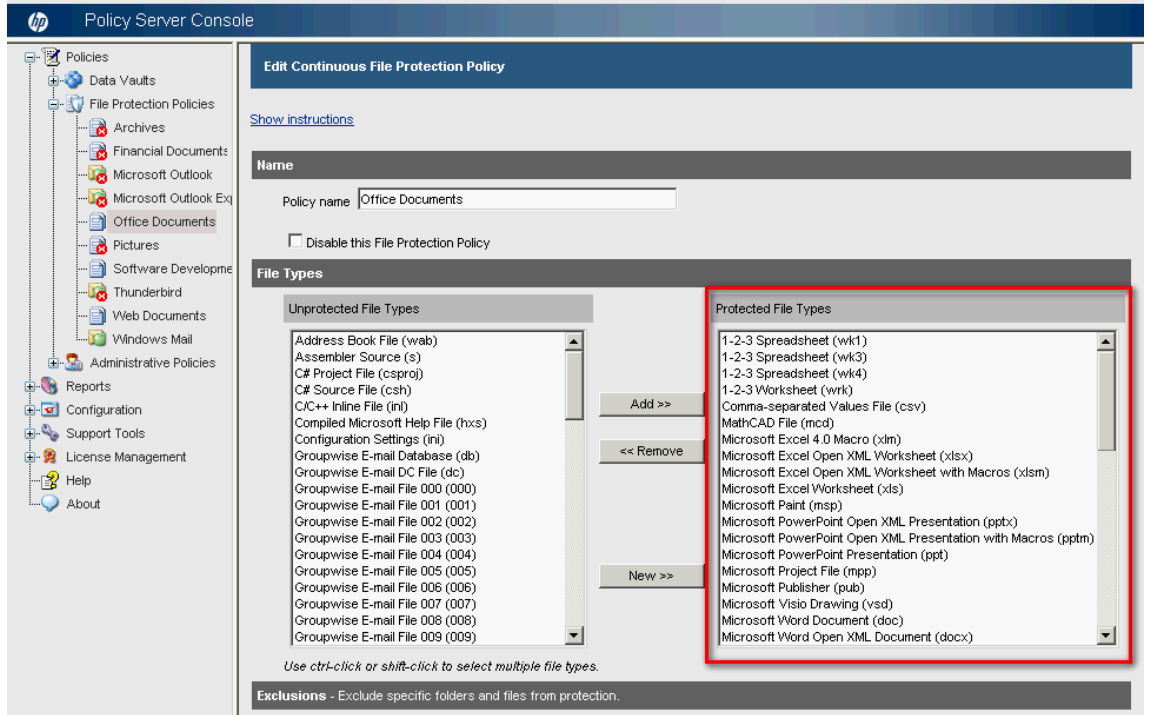 hp Policy Server Console
Policies
Data Vaults
File Protection Policies
Archives
Financial Documents
Microsoft Outlook
Microsoft Outlook Exp
Office Documents
Pictures
Software Developme
Thunderbird
Web Documents
Windows Mail
Administrative Policies
Reports
Configuration
Support Tools
License Management
Help
About
Edit Continuous File Protection Policy
Show instructions
Name
Policy name Office Documents
Disable this File Protection Policy
File Types
Unprotected File Types
Address Book File (wab)
Assembler Source (s)
C# Project File (csproj)
C# Source File (csh)
C/C++ Inline File (inl)
Compiled Microsoft Help File (hxs)
Configuration Settings (ini)
Groupwise E-mail Database (db)
Groupwise E-mail DC File (dc)
Groupwise E-mail File 000 (000)
Groupwise E-mail File 001 (001)
Groupwise E-mail File 002 (002)
Groupwise E-mail File 003 (003)
Groupwise E-mail File 004 (004)
Groupwise E-mail File 005 (005)
Groupwise E-mail File 006 (006)
Groupwise E-mail File 007 (007)
Groupwise E-mail File 008 (008)
Groupwise E-mail File 009 (009)
Add >>
<< Remove
New >>
Protected File Types
1-2-3 Spreadsheet (wk1)
1-2-3 Spreadsheet (wk3)
1-2-3 Spreadsheet (wk4)
1-2-3 Worksheet (wrk)
Comma-separated Values File (csv)
MathCAD File (mcd)
Microsoft Excel 4.0 Macro (xlm)
Microsoft Excel Open XML Worksheet (xlsx)
Microsoft Excel Open XML Worksheet with Macros (xlsm)
Microsoft Excel Worksheet (xls)
Microsoft Paint (msp)
Microsoft PowerPoint Open XML Presentation (pptx)
Microsoft PowerPoint Open XML Presentation with Macros (pptm)
Microsoft PowerPoint Presentation (ppt)
Microsoft Project File (mpp)
Microsoft Publisher (pub)
Microsoft Visio Drawing (vsd)
Microsoft Word Document (doc)
Microsoft Word Open XML Document (docx)
Use ctrl-click or shift-click to select multiple file types.
Exclusions - Exclude specific folders and files from protection.